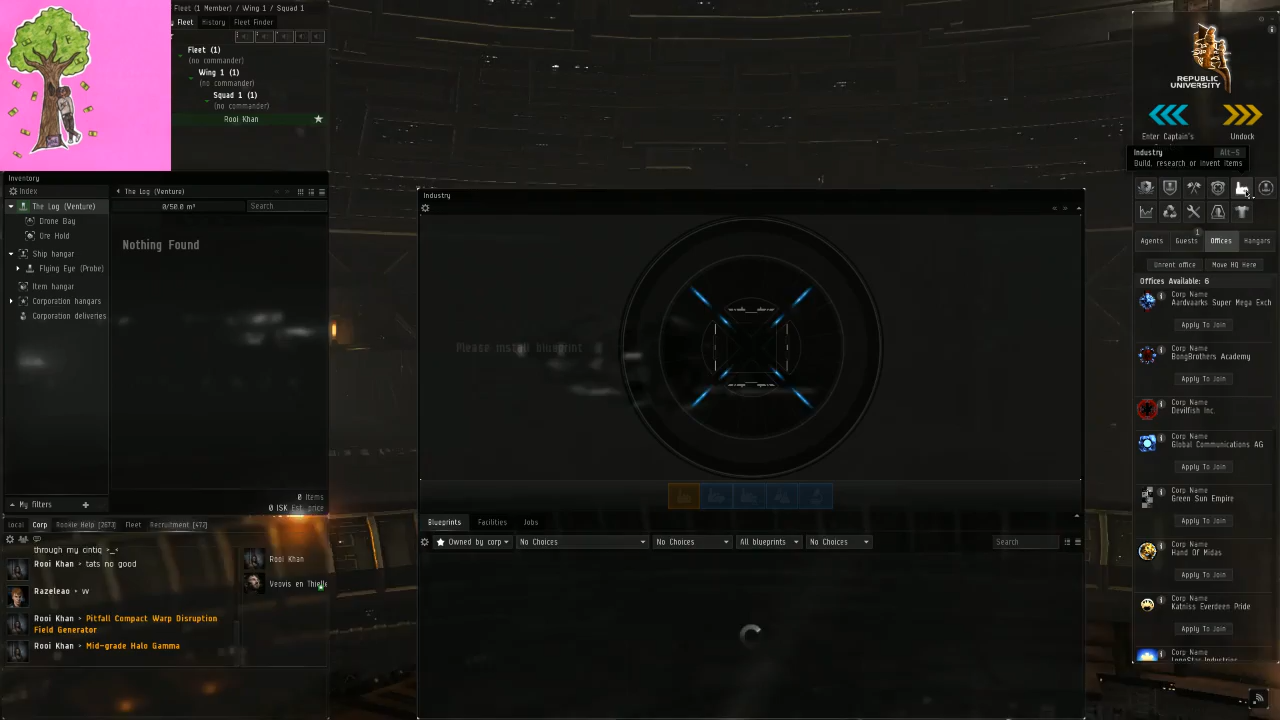 Fleet (1 Member) / Wing 1 / Squad 1
Fleet
History
Fleet Finder
Fleet (1)
(no commander)
Wing 1 (1)
(no commander)
Squad 1 (1)
(no commander)
Rooi Khan
Inventory
Index
The Log (Venture)
Drone Bay
Ore Hold
Ship hangar
Flying Eye (Probe)
Item hangar
Corporation hangars
Corporation deliveries
My filters
The Log (Venture)
0/50.0 m³
Search
Nothing Found
0 Items
0 ISK Est. price
Local
Corp
Rookie Help [2673]
Fleet
Recruitment [472]
through my cntiq >_<
Rooi Khan > tats no good
Razeleao > vv
Rooi Khan > Pitfall Compact Warp Disruption
Field Generator
Rooi Khan > Mid-grade Halo Gamma
Rooi Khan
Industry
Please install blueprint
Blueprints
Facilities
Jobs
Owned by corp
No Choices
No Choices
All blueprints
No Choices
Search
REPUBLIC
UNIVERSITY
Enter Captain's
Undock
Industry
Alt-S
Build, research or invent items
1
Agents
Guests
Offices
Hangars
Unrent office
Move HQ Here
Offices Available: 6
Corp Name
Aardvaarks Super Mega Exch
Apply To Join
Corp Name
BongBrothers Academy
Apply To Join
Corp Name
Devilfish Inc.
Corp Name
Global Communications AG
Apply To Join
Corp Name
Green Sun Empire
Apply To Join
Corp Name
Hand Of Midas
Apply To Join
Corp Name
Katniss Everdeen Pride
Apply To Join
Corp Name
LoneStar Industries